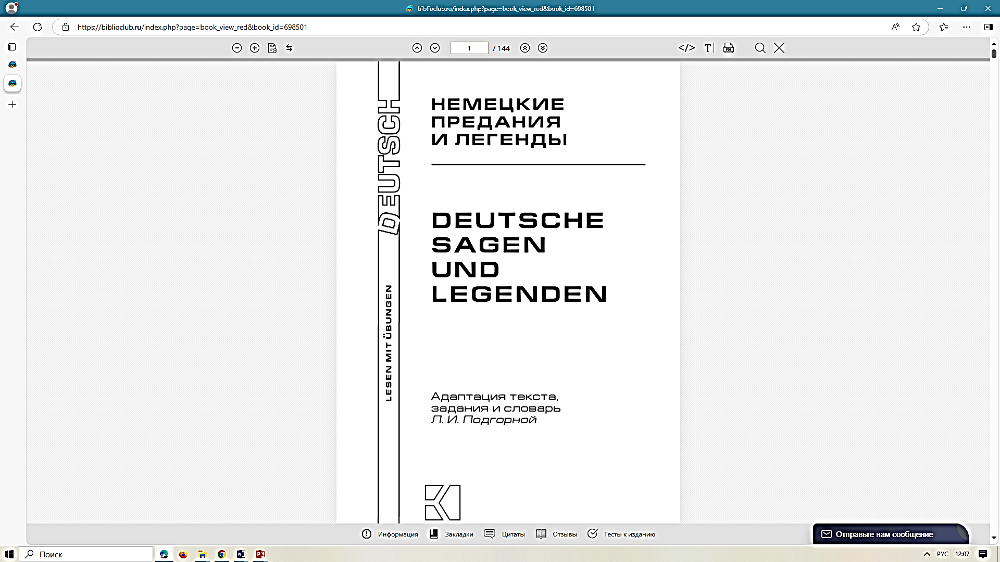 biblioclub.ru/index.php?page=book_view_red&book_id=698501
https://biblioclub.ru/index.php?page=book_view_red&book_id=698501
1 / 144
</> T PDF
НЕМЕЦКИЕ
ПРЕДАНИЯ
И ЛЕГЕНДЫ
DEUTSCH
DEUTSCHE
SAGEN
UND
LEGENDEN
LESEN MIT ÜBUNGEN
Адаптация текста,
задания и словарь
Л. И. Подгорной
Информация Закладки Цитаты Отзывы Тесты к изданию
Отправьте нам сообщение
Поиск
РУС 12:07